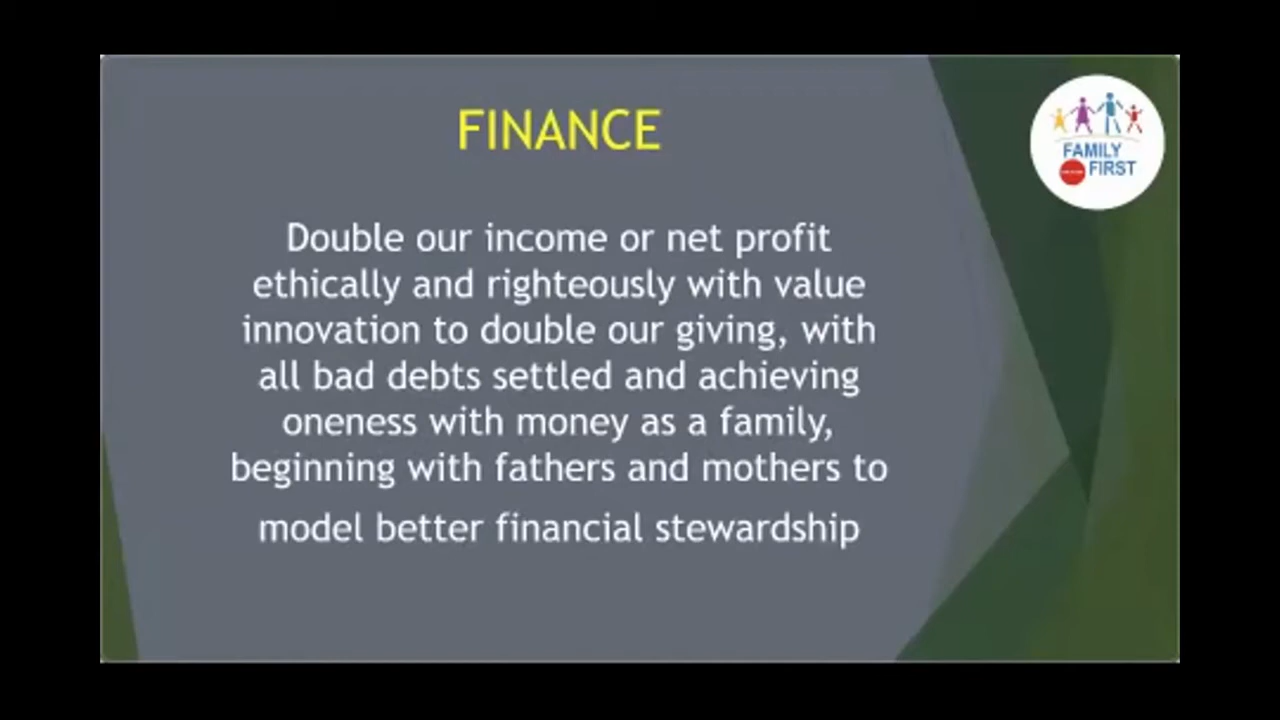 FINANCE
FAMILY
FIRST
Double our income or net profit
ethically and righteously with value
innovation to double our giving, with
all bad debts settled and achieving
oneness with money as a family,
beginning with fathers and mothers to
model better financial stewardship